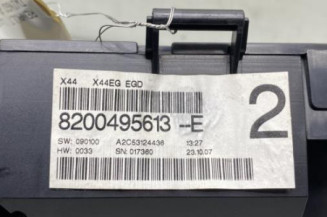 X44 X44EG EGD
8200495613--E
2
SW: 090100 A2C53124436 13:27
HW: 0033 SN: 017360 23.10.07